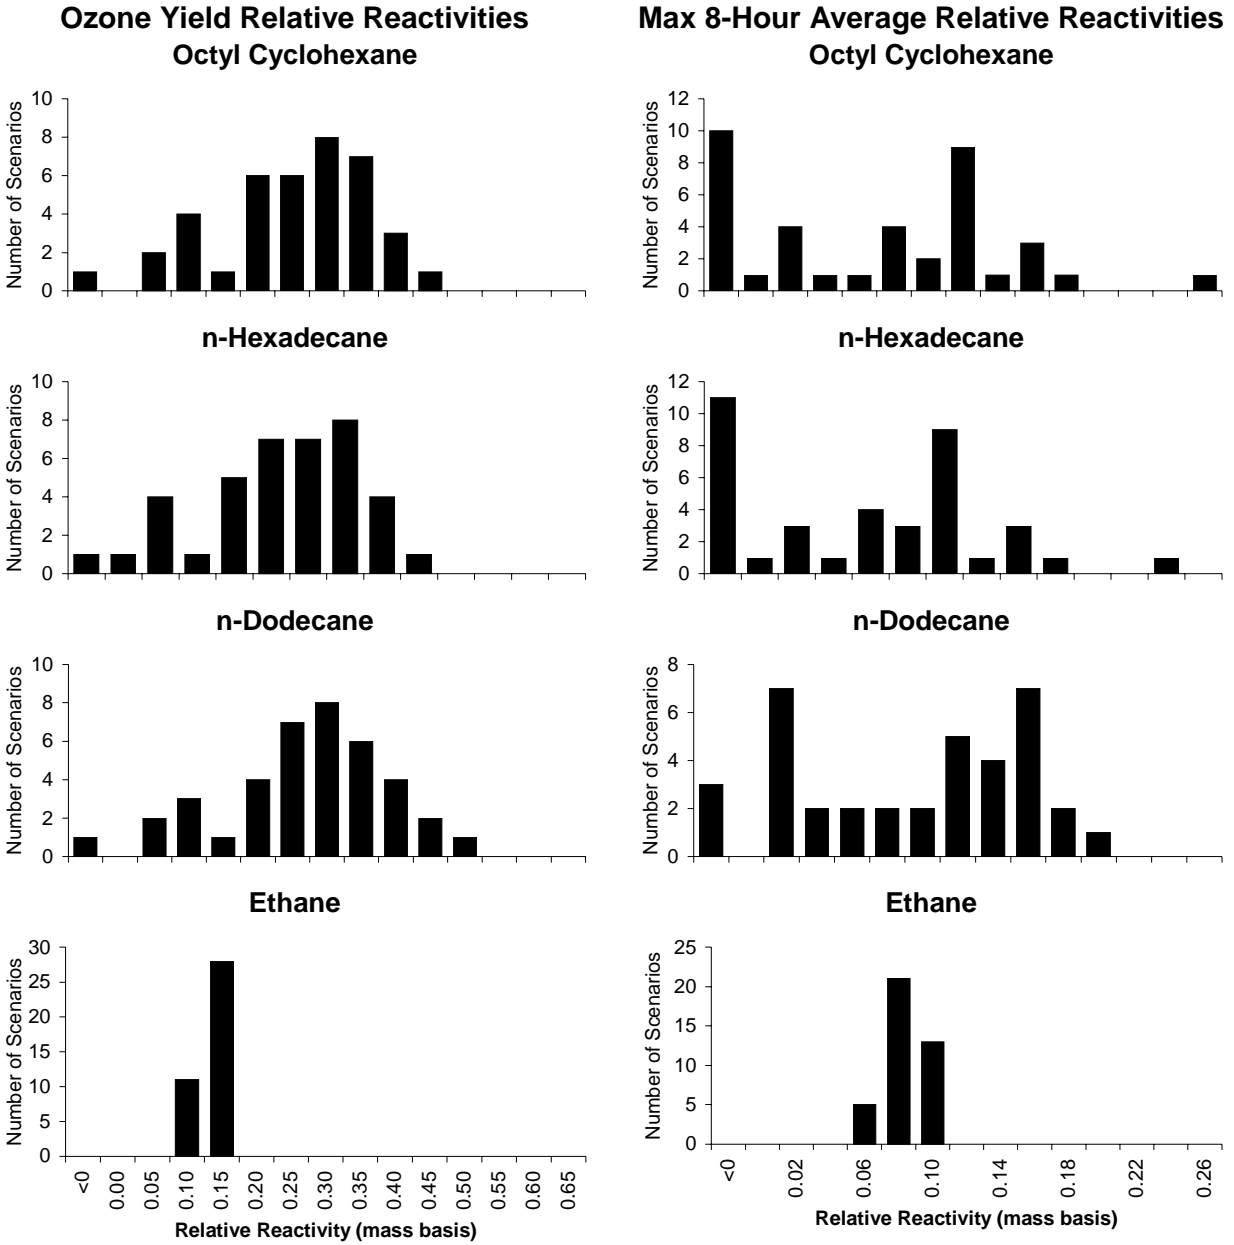 Ozone Yield Relative Reactivities
Octyl Cyclohexane
Number of Scenarios
10
8
6
4
2
0
n-Hexadecane
Number of Scenarios
10
8
6
4
2
0
n-Dodecane
Number of Scenarios
10
8
6
4
2
0
Ethane
Number of Scenarios
30
25
20
15
10
5
0
<0 0.00 0.05 0.10 0.15 0.20 0.25 0.30 0.35 0.40 0.45 0.50 0.55 0.60 0.65
Relative Reactivity (mass basis)
Max 8-Hour Average Relative Reactivities
Octyl Cyclohexane
Number of Scenarios
12
10
8
6
4
2
0
n-Hexadecane
Number of Scenarios
12
10
8
6
4
2
0
n-Dodecane
Number of Scenarios
8
6
4
2
0
Ethane
Number of Scenarios
25
20
15
10
5
0
<0 0.02 0.06 0.10 0.14 0.18 0.22 0.26
Relative Reactivity (mass basis)